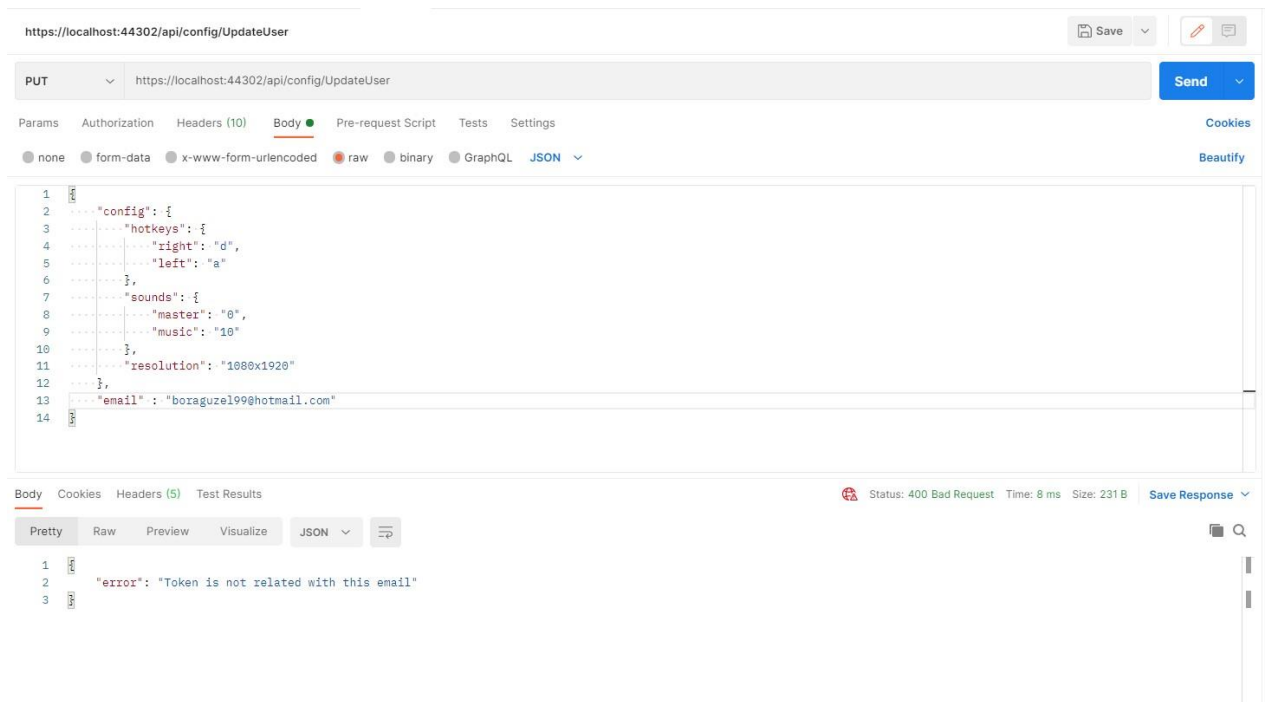 https://localhost:44302/api/config/UpdateUser
Save
PUT https://localhost:44302/api/config/UpdateUser Send
Params Authorization Headers (10) Body Pre-request Script Tests Settings Cookies
none form-data x-www-form-urlencoded raw binary GraphQL JSON Beautify
1 {
2 "config": {
3 "hotkeys": {
4 "right": "d",
5 "left": "a"
6 },
7 "sounds": {
8 "master": "0",
9 "music": "10"
10 },
11 "resolution": "1080x1920"
12 },
13 "email" : "boraguzel99@hotmail.com"
14 }
Body Cookies Headers (5) Test Results Status: 400 Bad Request Time: 8 ms Size: 231 B Save Response
Pretty Raw Preview Visualize JSON
1 {
2 "error": "Token is not related with this email"
3 }